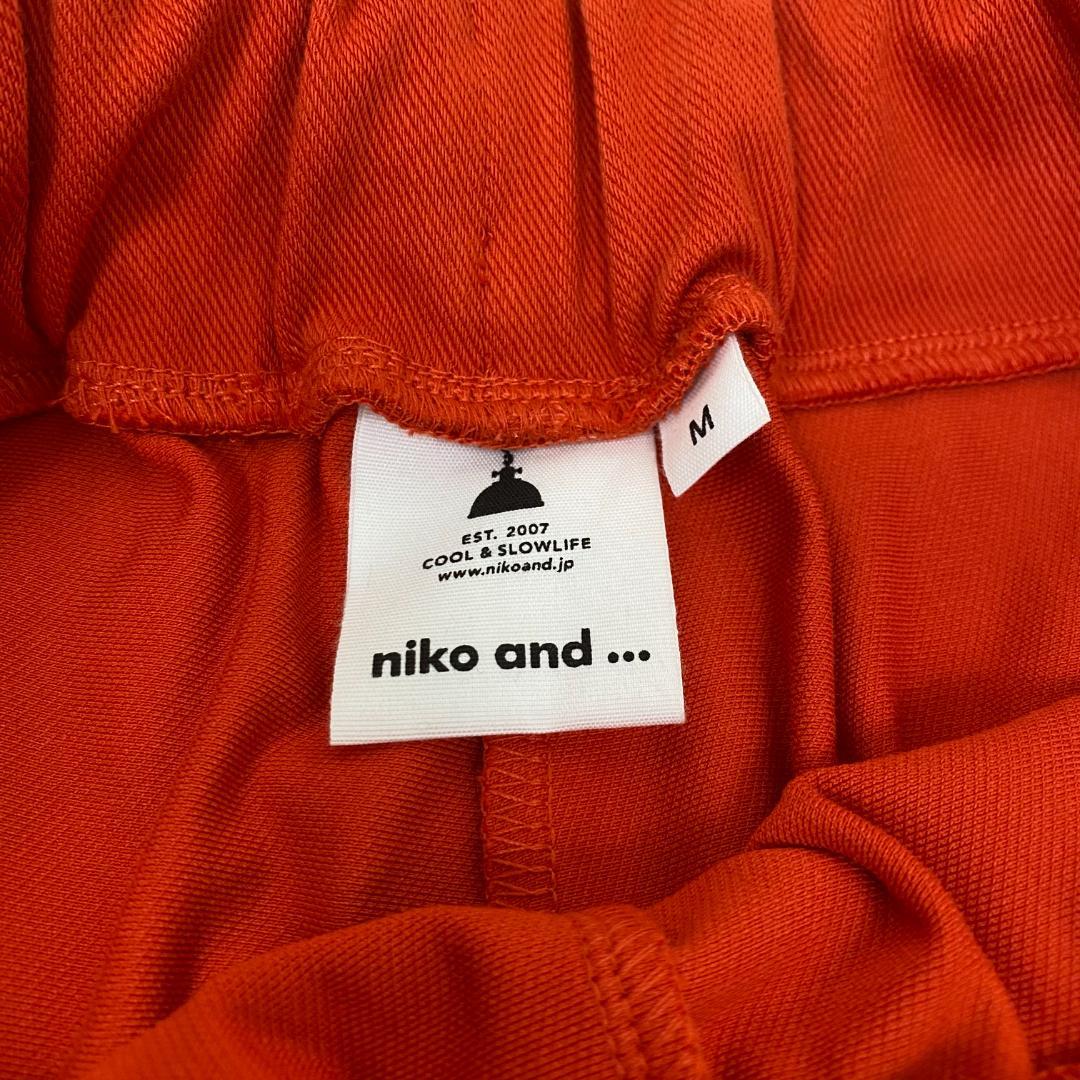 M
EST. 2007
COOL & SLOWLIFE
www.nikoand.jp
niko and ...